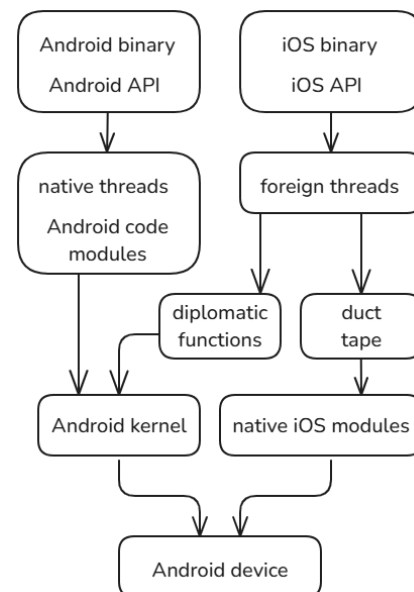 Android binary
Android API
iOS binary
iOS API
native threads
Android code
modules
foreign threads
diplomatic
functions
duct
tape
Android kernel
native iOS modules
Android device